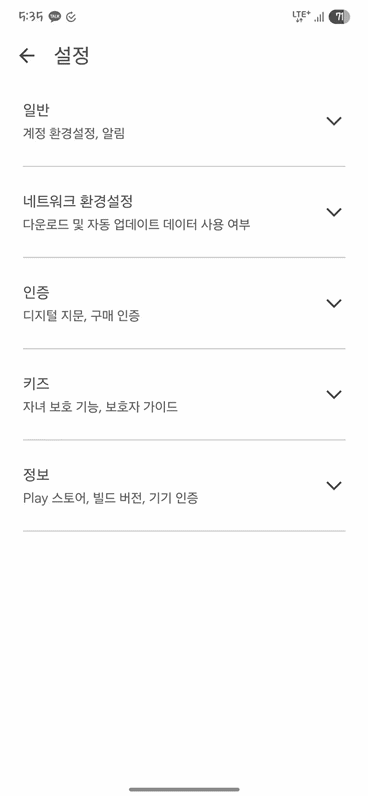 5:35 TALK LTE+ 71
설정
일반
계정 환경설정, 알림
네트워크 환경설정
다운로드 및 자동 업데이트 데이터 사용 여부
인증
디지털 지문, 구매 인증
키즈
자녀 보호 기능, 보호자 가이드
정보
Play 스토어, 빌드 버전, 기기 인증